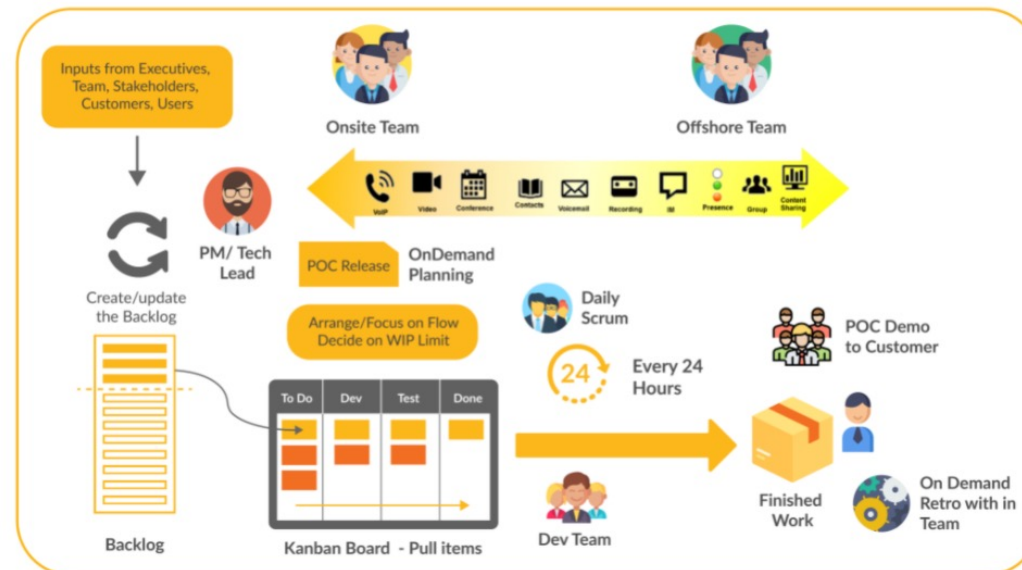 Inputs from Executives,
Team, Stakeholders,
Customers, Users
Onsite Team
Offshore Team
VoIP
Video
Conference
Contacts
Voicemail
Recording
IM
Presence
Group
Content
Sharing
PM/ Tech
Lead
POC Release
OnDemand
Planning
Create/update
the Backlog
Arrange/Focus on Flow
Decide on WIP Limit
Daily
Scrum
24
Every 24
Hours
POC Demo
to Customer
To Do
Dev
Test
Done
Backlog
Kanban Board - Pull items
Dev Team
Finished
Work
On Demand
Retro with in
Team